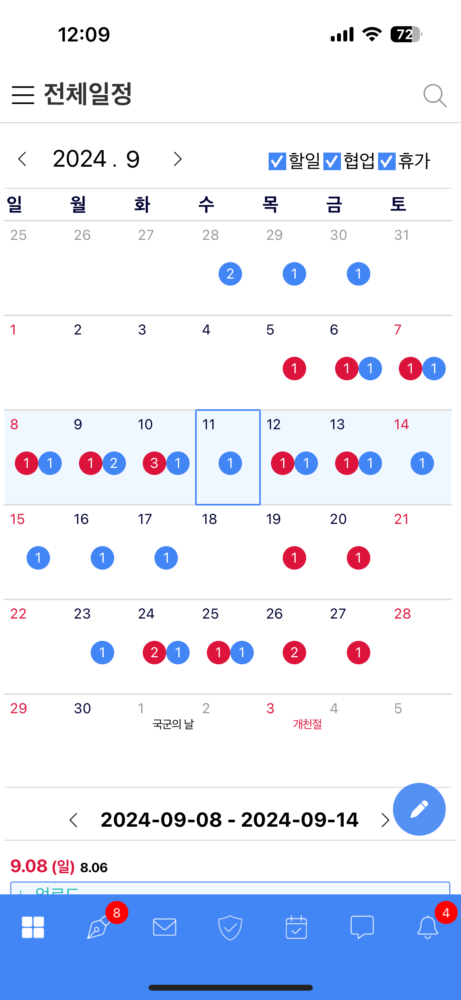 12:09
72
전체일정
2024 . 9
할일 협업 휴가
일 월 화 수 목 금 토
25 26 27 28 29 30 31
2 1 1
1 2 3 4 5 6 7
1 1 1 1 1
8 9 10 11 12 13 14
1 1 1 2 3 1 1 1 1 1 1 1
15 16 17 18 19 20 21
1 1 1 1 1
22 23 24 25 26 27 28
1 2 1 1 1 2 1
29 30 1 2 3 4 5
국군의 날 개천절
2024-09-08 - 2024-09-14
9.08 (일) 8.06
8 4